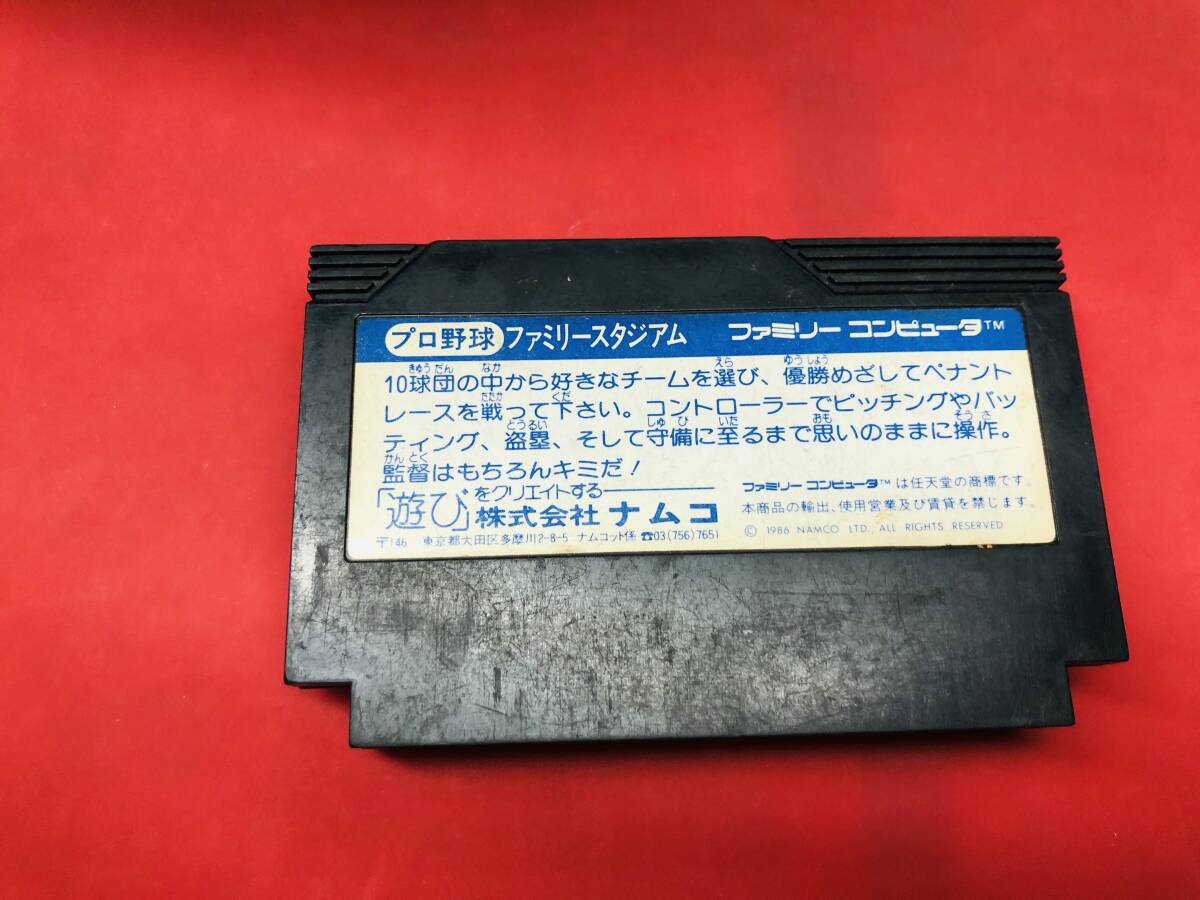 プロ野球 ファミリースタジアム ファミリー コンピュータ™
10球団の中から好きなチームを選び、優勝めざしてペナント
レースを戦って下さい。コントローラーでピッチングやバッ
ティング、盗塁、そして守備に至るまで思いのままに操作。
監督はもちろんキミだ!
「遊び」をクリエイトする
株式会社 ナムコ
〒146 東京都大田区多摩川2-8-5 ナムコット係 ☎03(756)7651
ファミリー コンピュータ™ は任天堂の商標です。
本商品の輸出、使用営業及び賃貸を禁じます。
© 1986 NAMCO LTD., ALL RIGHTS RESERVED